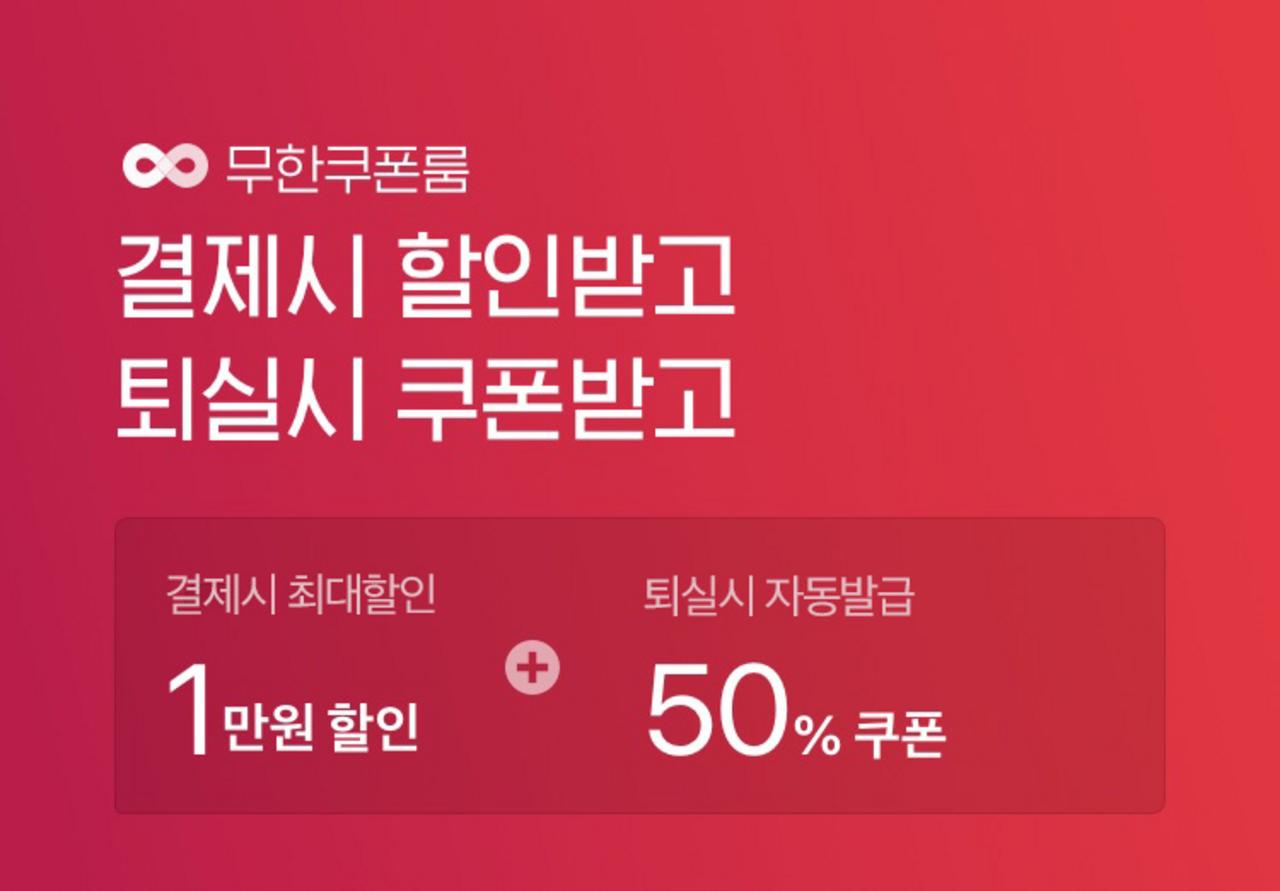 무한쿠폰룸
결제시 할인받고
퇴실시 쿠폰받고
결제시 최대할인
1만원 할인
퇴실시 자동발급
50% 쿠폰